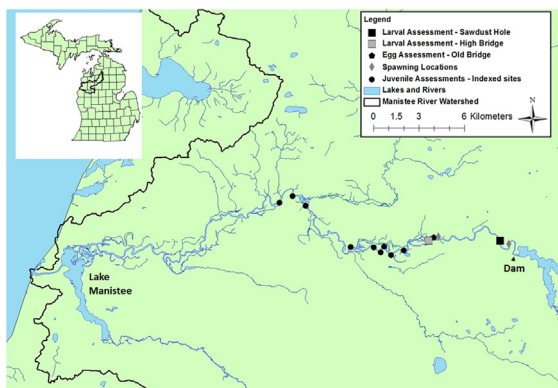 Legend
Larval Assessment - Sawdust Hole
Larval Assessment - High Bridge
Egg Assessment - Old Bridge
Spawning Locations
Juvenile Assessments - Indexed sites
Lakes and Rivers
Manistee River Watershed
N
0 1.5 3 6 Kilometers
Lake
Manistee
Dam